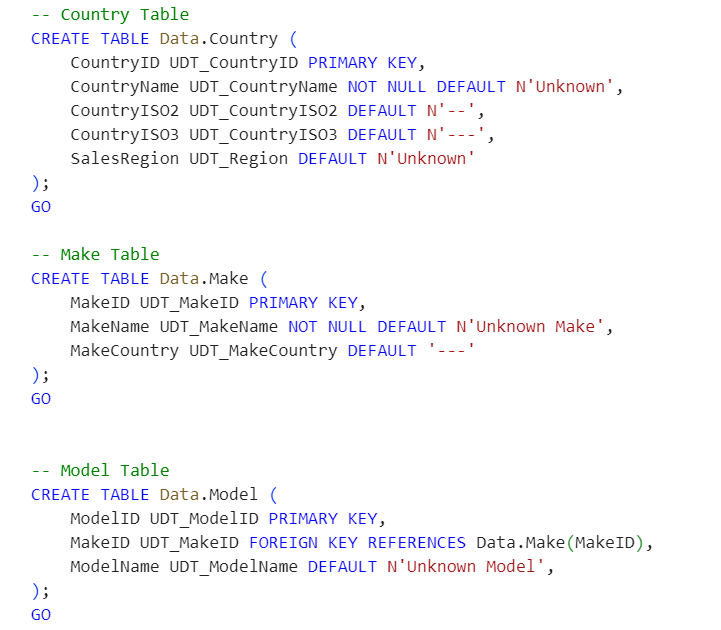 -- Country Table
CREATE TABLE Data.Country (
    CountryID UDT_CountryID PRIMARY KEY,
    CountryName UDT_CountryName NOT NULL DEFAULT N'Unknown',
    CountryISO2 UDT_CountryISO2 DEFAULT N'--',
    CountryISO3 UDT_CountryISO3 DEFAULT N'---',
    SalesRegion UDT_Region DEFAULT N'Unknown'
);
GO

-- Make Table
CREATE TABLE Data.Make (
    MakeID UDT_MakeID PRIMARY KEY,
    MakeName UDT_MakeName NOT NULL DEFAULT N'Unknown Make',
    MakeCountry UDT_MakeCountry DEFAULT '---'
);
GO


-- Model Table
CREATE TABLE Data.Model (
    ModelID UDT_ModelID PRIMARY KEY,
    MakeID UDT_MakeID FOREIGN KEY REFERENCES Data.Make(MakeID),
    ModelName UDT_ModelName DEFAULT N'Unknown Model',
);
GO